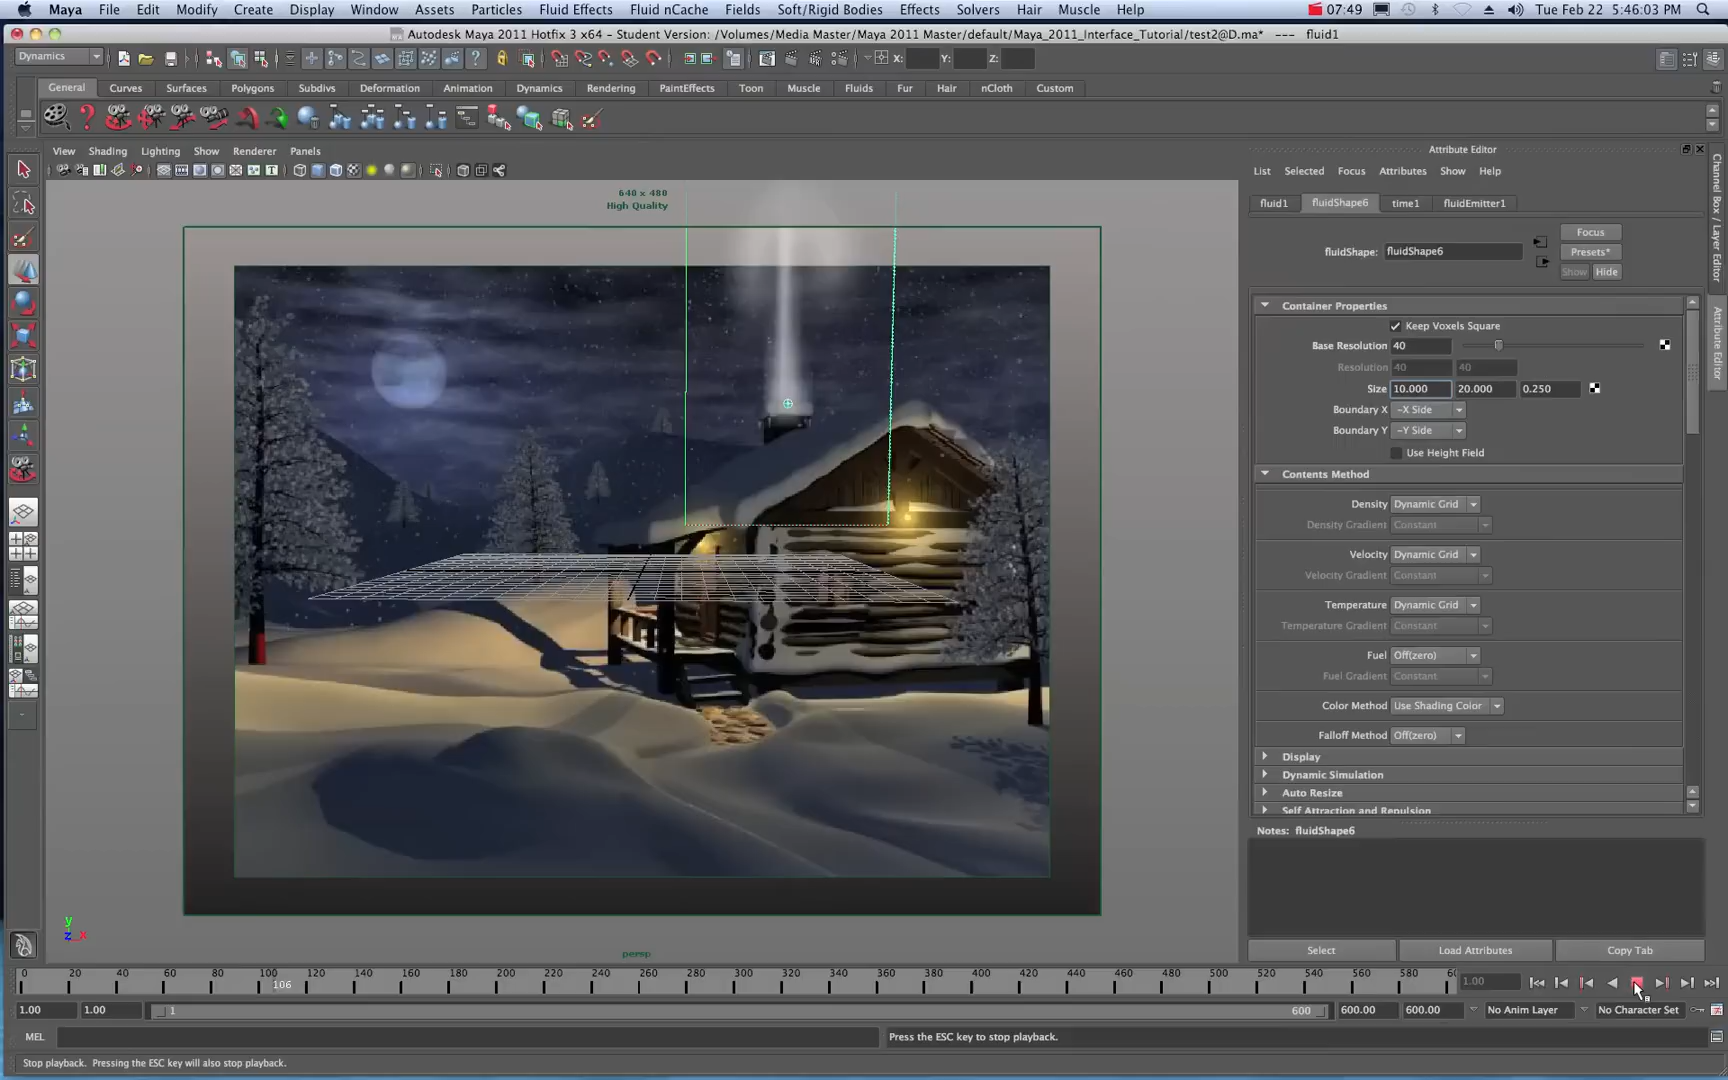 Maya File Edit Modify Create Display Window Assets Particles Fluid Effects Fluid nCache Fields Soft/Rigid Bodies Effects Solvers Hair Muscle Help 07:49 Tue Feb 22 5:46:03 PM
Autodesk Maya 2011 Hotfix 3 x64 - Student Version: /Volumes/Media Master/Maya 2011 Master/default/Maya_2011_Interface_Tutorial/test2@D.ma* --- fluid1
Dynamics X: Y: Z:
General Curves Surfaces Polygons Subdivs Deformation Animation Dynamics Rendering PaintEffects Toon Muscle Fluids Fur Hair nCloth Custom
View Shading Lighting Show Renderer Panels
Attribute Editor
List Selected Focus Attributes Show Help
640 x 480
High Quality
fluid1 fluidShape6 time1 fluidEmitter1
Focus
fluidShape: fluidShape6 Presets*
Show Hide
Container Properties
Keep Voxels Square
Base Resolution 40
Resolution 40 40
Size 10.000 20.000 0.250
Boundary X -X Side
Boundary Y -Y Side
Use Height Field
Contents Method
Density Dynamic Grid
Density Gradient Constant
Velocity Dynamic Grid
Velocity Gradient Constant
Temperature Dynamic Grid
Temperature Gradient Constant
Fuel Off(zero)
Fuel Gradient Constant
Color Method Use Shading Color
Falloff Method Off(zero)
Display
Dynamic Simulation
Auto Resize
Self Attraction and Repulsion
Notes: fluidShape6
Select Load Attributes Copy Tab
Channel Box / Layer Editor
Attribute Editor
y
z x
persp
0 20 40 60 80 100 120 140 160 180 200 220 240 260 280 300 320 340 360 380 400 420 440 460 480 500 520 540 560 580 60 1.00
106
1.00 1.00 1 600 600.00 600.00 No Anim Layer No Character Set
MEL Press the ESC key to stop playback.
Stop playback. Pressing the ESC key will also stop playback.